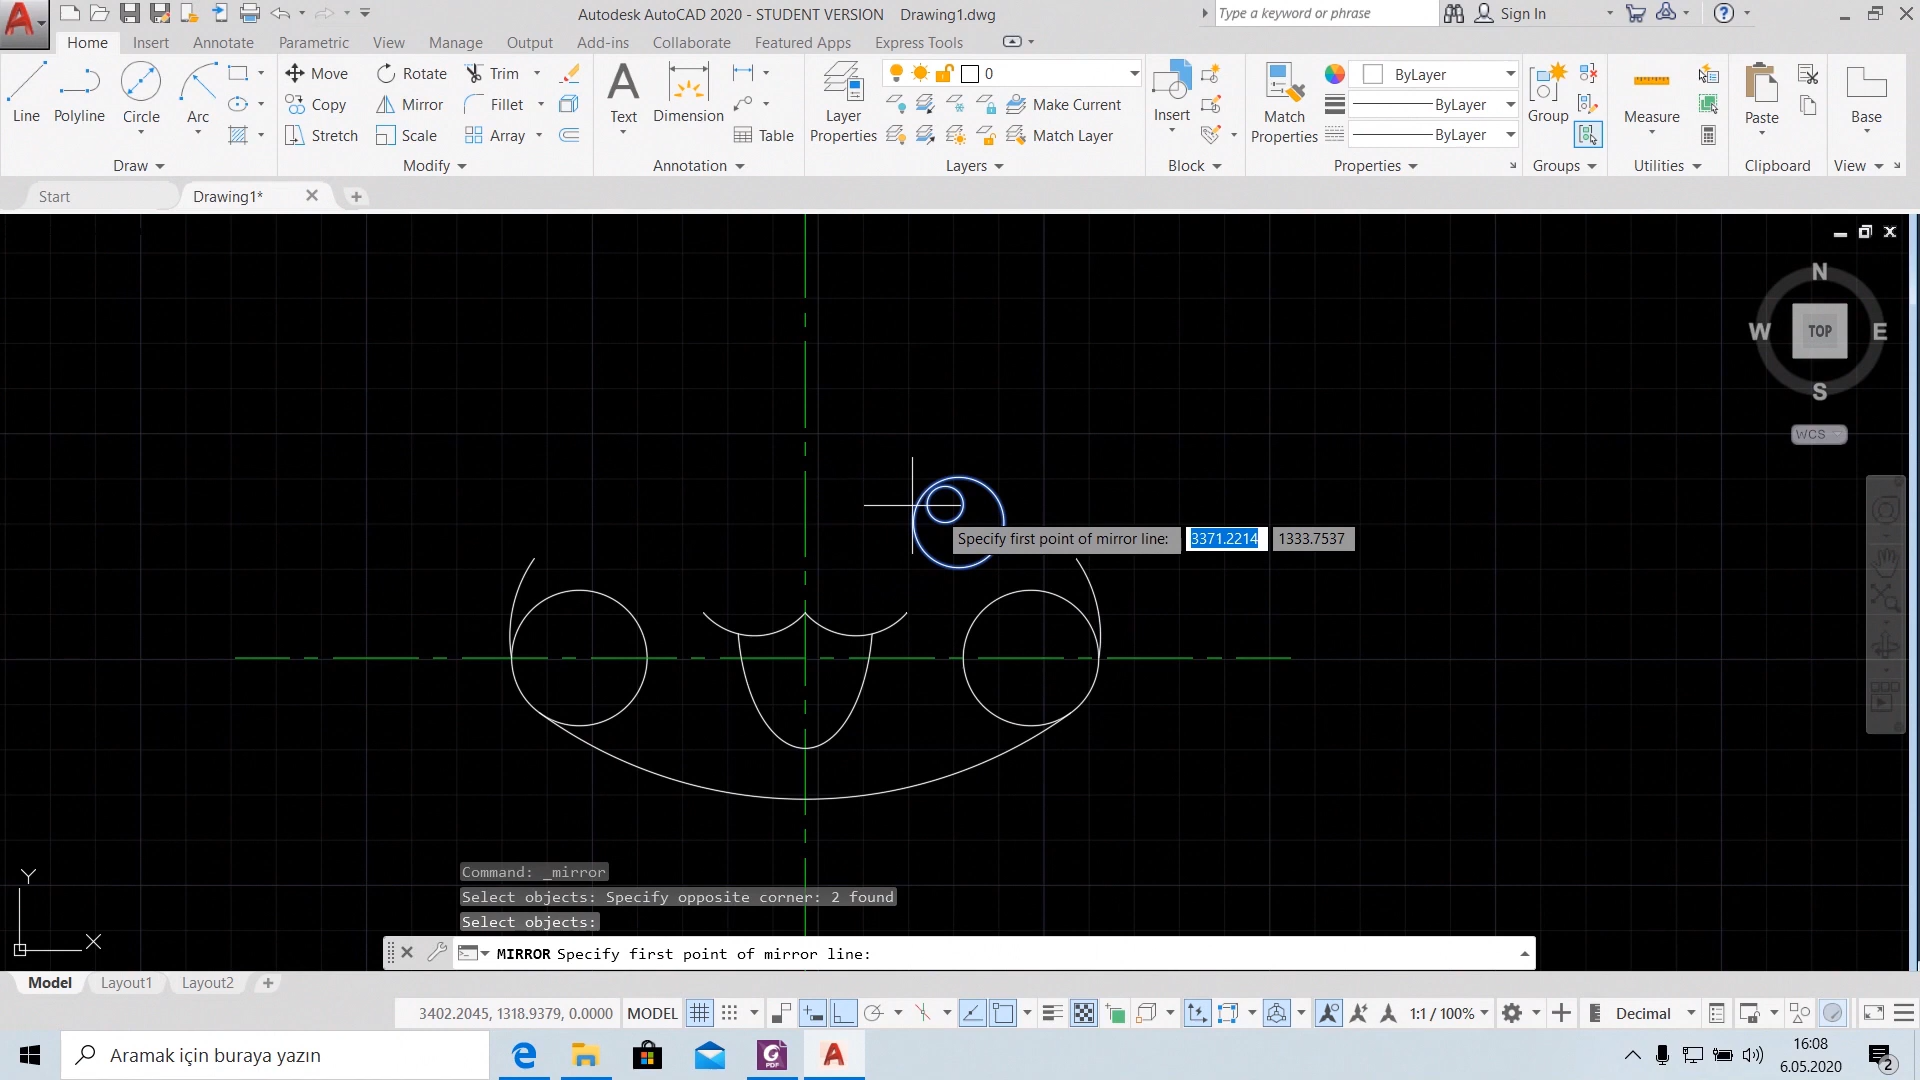 Autodesk AutoCAD 2020 - STUDENT VERSION Drawing1.dwg
Type a keyword or phrase
Sign In
Home Insert Annotate Parametric View Manage Output Add-ins Collaborate Featured Apps Express Tools
Line Polyline Circle Arc
Draw
Move Rotate Trim
Copy Mirror Fillet
Stretch Scale Array
Modify
Text Dimension Table
Annotation
Layer Properties
0
Make Current
Match Layer
Layers
Insert
Block
Match Properties
ByLayer
ByLayer
ByLayer
Properties
Group
Groups
Measure
Utilities
Paste
Clipboard
Base
View
Start Drawing1*
N
W TOP E
S
WCS
Specify first point of mirror line: 3371.2214 1333.7537
Y
X
Command: _mirror
Select objects: Specify opposite corner: 2 found
Select objects:
MIRROR Specify first point of mirror line:
Model Layout1 Layout2
3402.2045, 1318.9379, 0.0000 MODEL 1:1 / 100% Decimal
Aramak için buraya yazın
PDF
16:08
6.05.2020
2